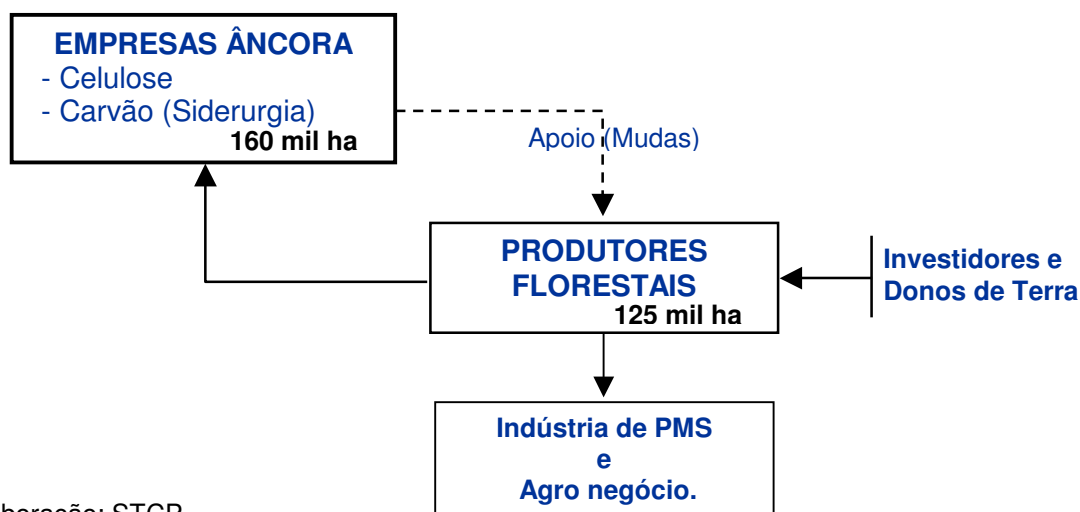 EMPRESAS ÂNCORA
- Celulose
- Carvão (Siderurgia)
160 mil ha
Apoio (Mudas)
PRODUTORES
FLORESTAIS
125 mil ha
Investidores e
Donos de Terra
Indústria de PMS
e
Agro negócio.
STCP